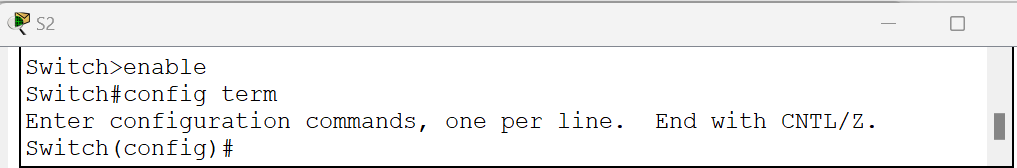 S2
Switch>enable
Switch#config term
Enter configuration commands, one per line.  End with CNTL/Z.
Switch(config)#